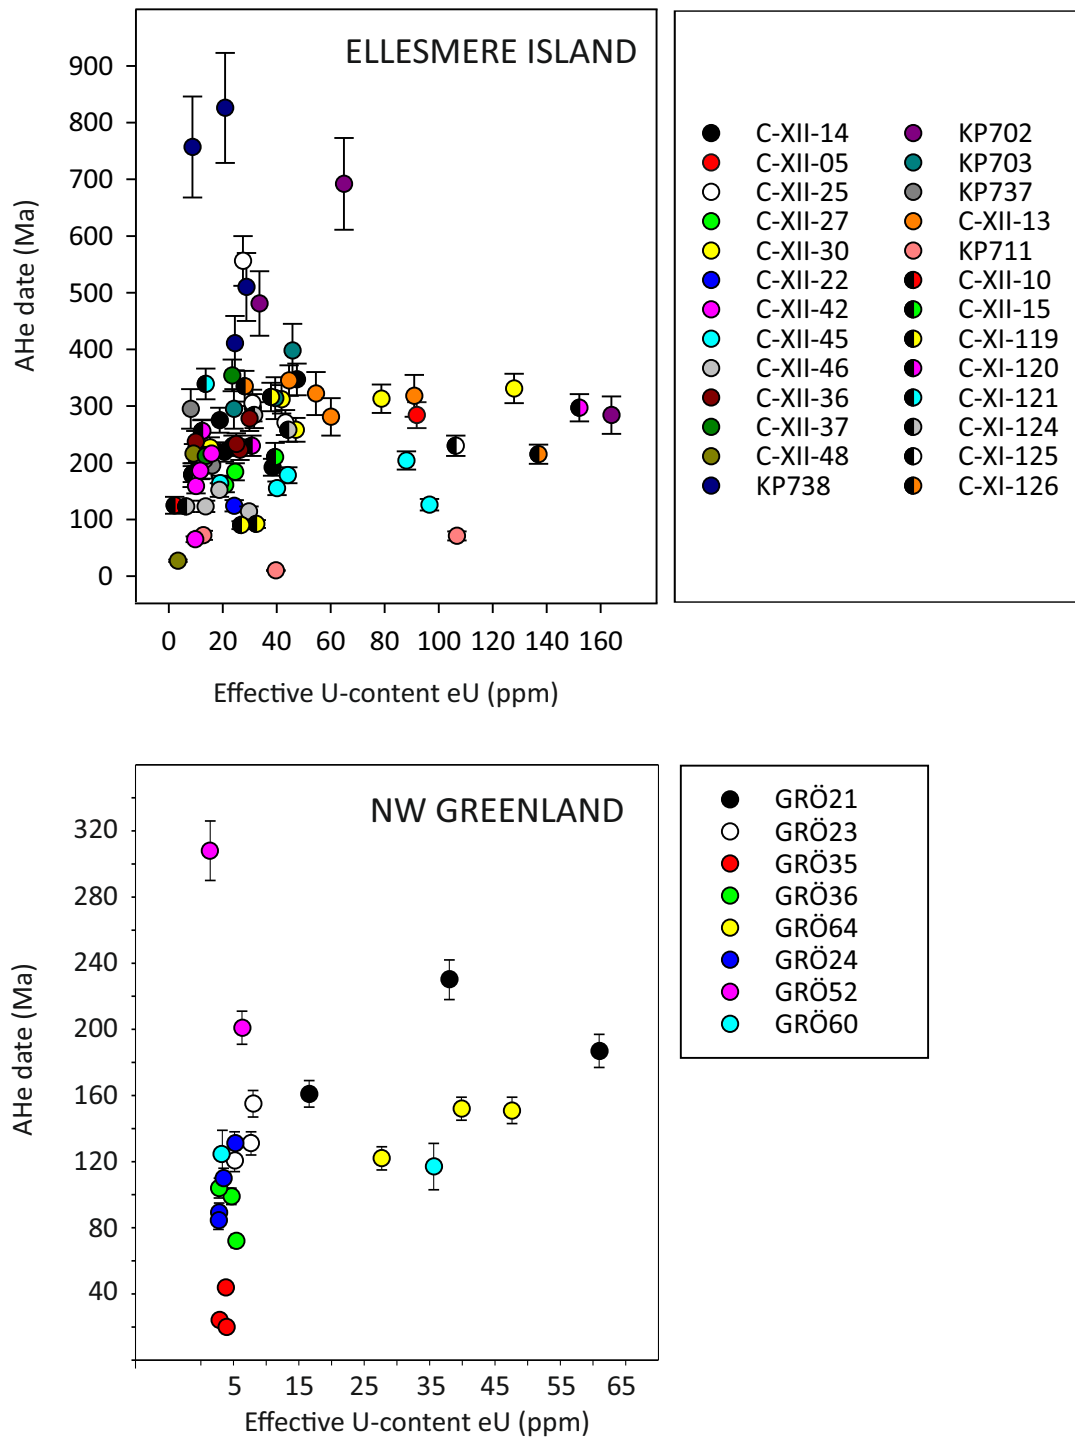 ELLESMERE ISLAND
900
800
700
600
500
400
300
200
100
0
AHe date (Ma)
0 20 40 60 80 100 120 140 160
Effective U-content eU (ppm)
C-XII-14 KP702
C-XII-05 KP703
C-XII-25 KP737
C-XII-27 C-XII-13
C-XII-30 KP711
C-XII-22 C-XII-10
C-XII-42 C-XII-15
C-XII-45 C-XI-119
C-XII-46 C-XI-120
C-XII-36 C-XI-121
C-XII-37 C-XI-124
C-XII-48 C-XI-125
KP738 C-XI-126
NW GREENLAND
320
280
240
200
160
120
80
40
AHe date (Ma)
5 15 25 35 45 55 65
Effective U-content eU (ppm)
GRÖ21
GRÖ23
GRÖ35
GRÖ36
GRÖ64
GRÖ24
GRÖ52
GRÖ60